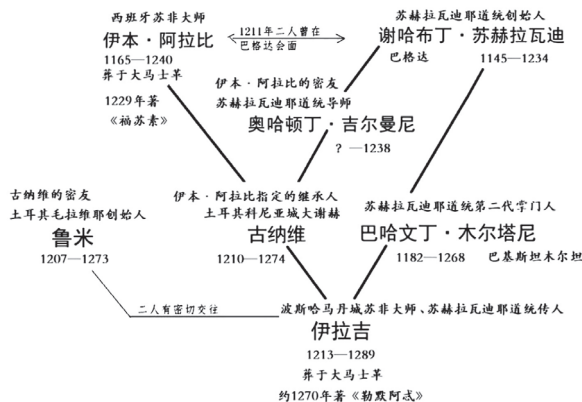 西班牙苏非大师
伊本·阿拉比
1165—1240
葬于大马士革
1229年著
《福苏素》
1211年二人曾在
巴格达会面
苏赫拉瓦迪耶道统创始人
谢哈布丁·苏赫拉瓦迪
巴格达
1145—1234
伊本·阿拉比的密友
苏赫拉瓦迪耶道统导师
奥哈顿丁·吉尔曼尼
？—1238
古纳维的密友
土耳其毛拉维耶创始人
鲁米
1207—1273
伊本·阿拉比指定的继承人
土耳其科尼亚城大谢赫
古纳维
1210—1274
苏赫拉瓦迪耶道统第二代掌门人
巴哈文丁·木尔塔尼
1182—1268
巴基斯坦木尔坦
二人有密切交往
波斯哈马丹城苏非大师、苏赫拉瓦迪耶道统传人
伊拉吉
1213—1289
葬于大马士革
约1270年著《勒默阿忒》